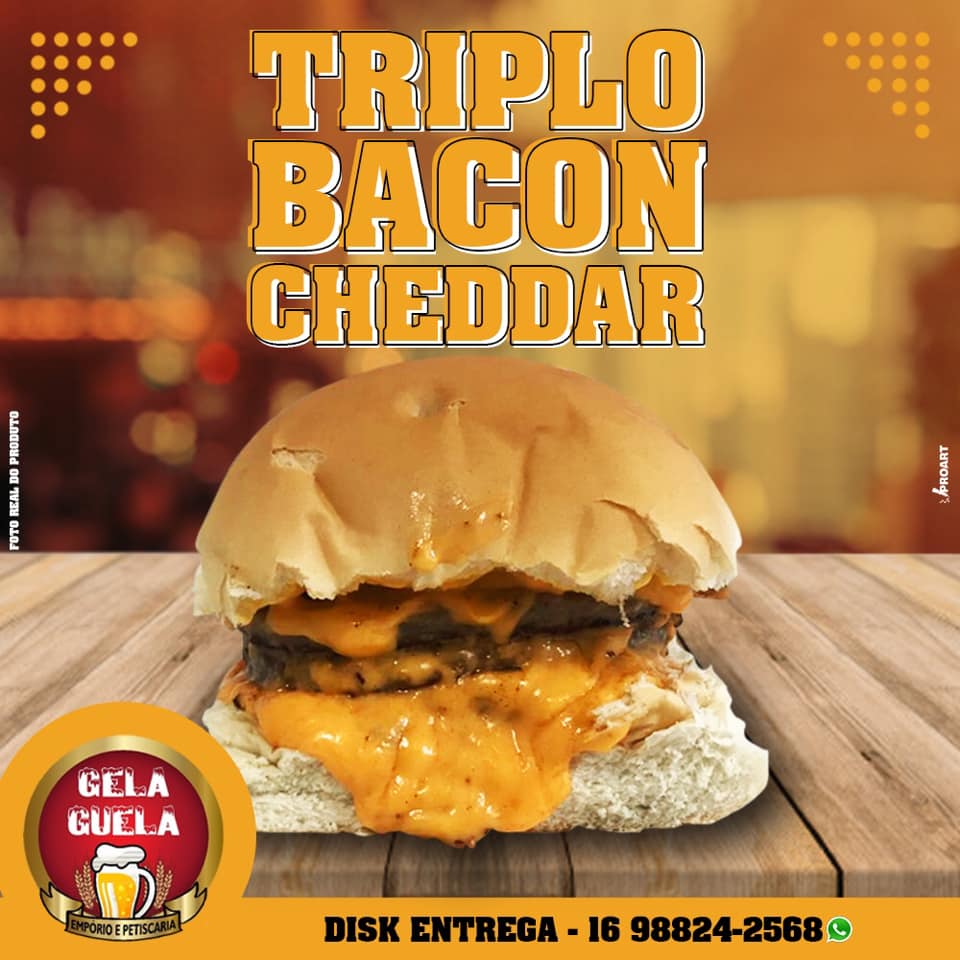 TRIPLO
BACON
CHEDDAR
FOTO REAL DO PRODUTO
PROART
GELA
GUELA
EMPÓRIO E PETISCARIA
DISK ENTREGA - 16 98824-2568